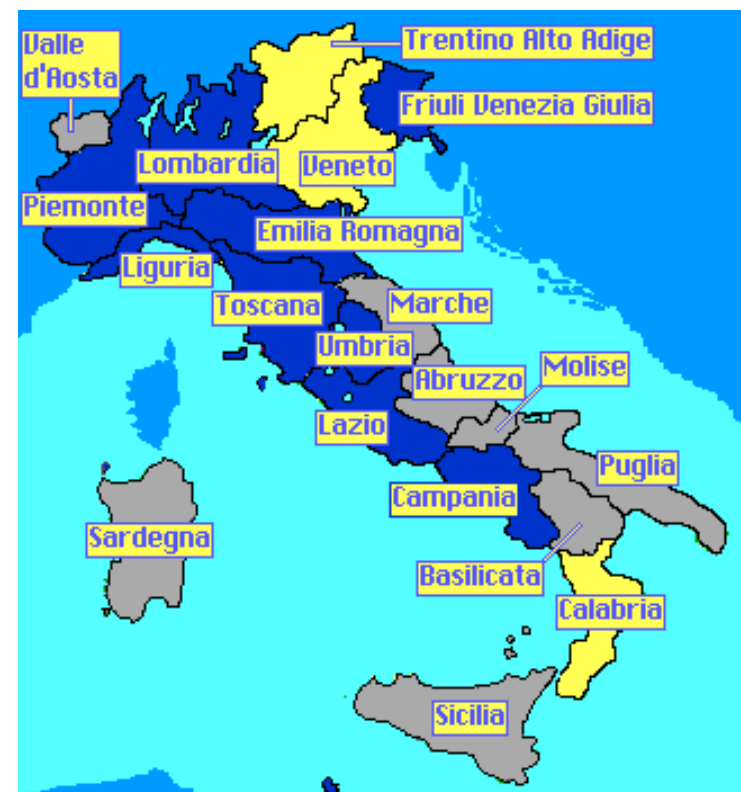 Valle
d'Aosta
Trentino Alto Adige
Friuli Venezia Giulia
Lombardia
Veneto
Piemonte
Emilia Romagna
Liguria
Toscana
Marche
Umbria
Abruzzo
Molise
Lazio
Puglia
Campania
Sardegna
Basilicata
Calabria
Sicilia